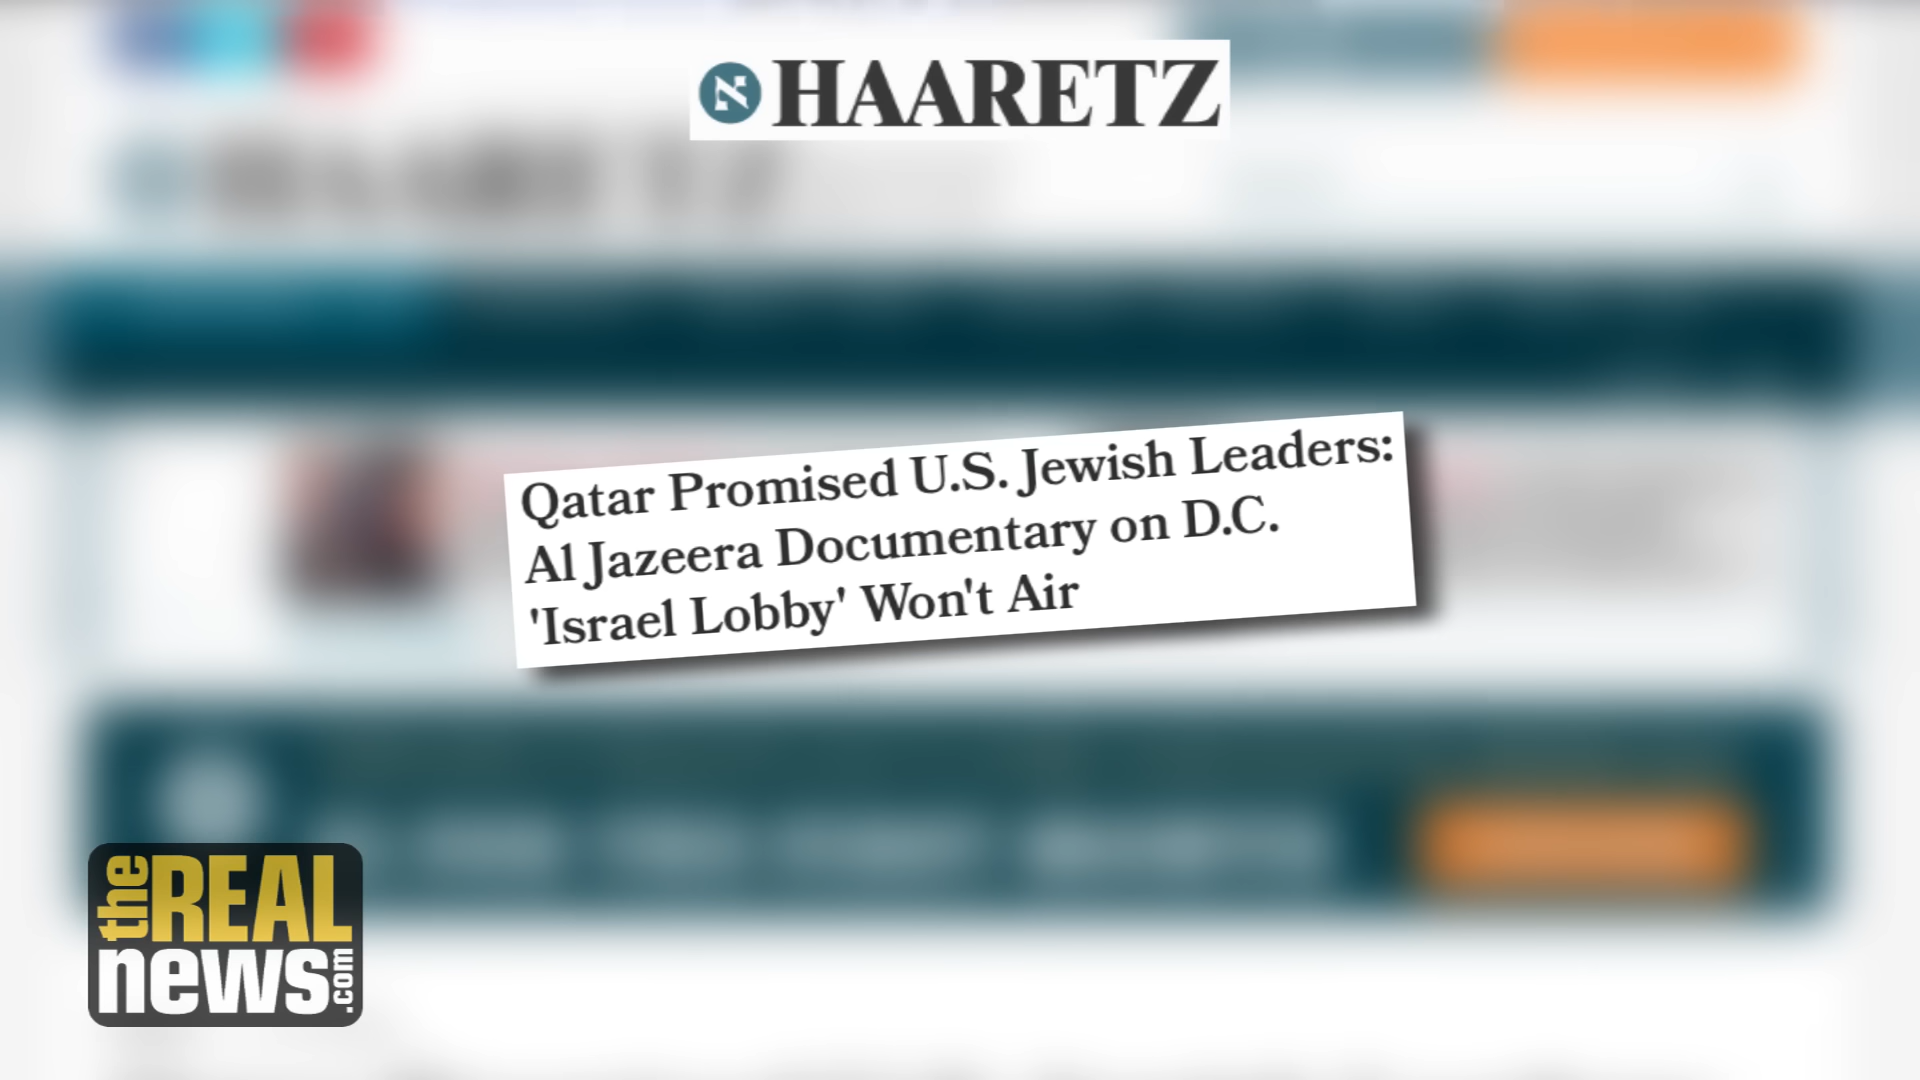 HAARETZ
Qatar Promised U.S. Jewish Leaders:
Al Jazeera Documentary on D.C.
'Israel Lobby' Won't Air
the REAL
news.com